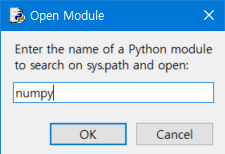 Open Module
Enter the name of a Python module
to search on sys.path and open:
numpy
OK
Cancel